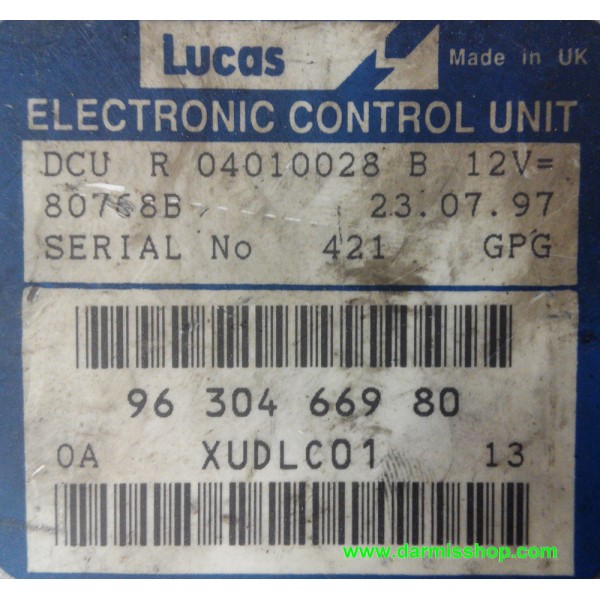 Lucas
Made in UK
ELECTRONIC CONTROL UNIT
DCU R 04010028 B 12V=
80768B 23.07.97
SERIAL No 421 GPG
96 304 669 80
0A XUDLC01 13
www.darmisshop.com